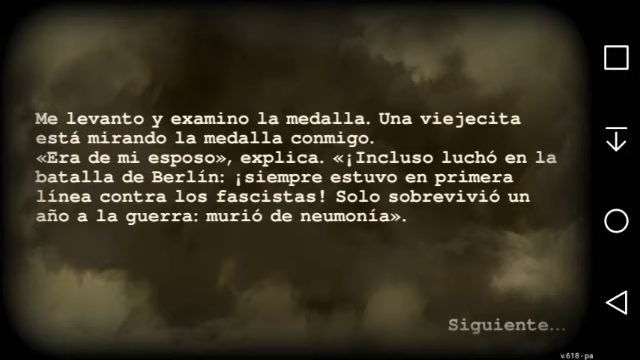 Me levanto y examino la medalla. Una viejecita
está mirando la medalla conmigo.
«Era de mi esposo», explica. «¡Incluso luchó en la
batalla de Berlín: ¡siempre estuvo en primera
línea contra los fascistas! Solo sobrevivió un
año a la guerra: murió de neumonía».
Siguiente...
v.618-pa